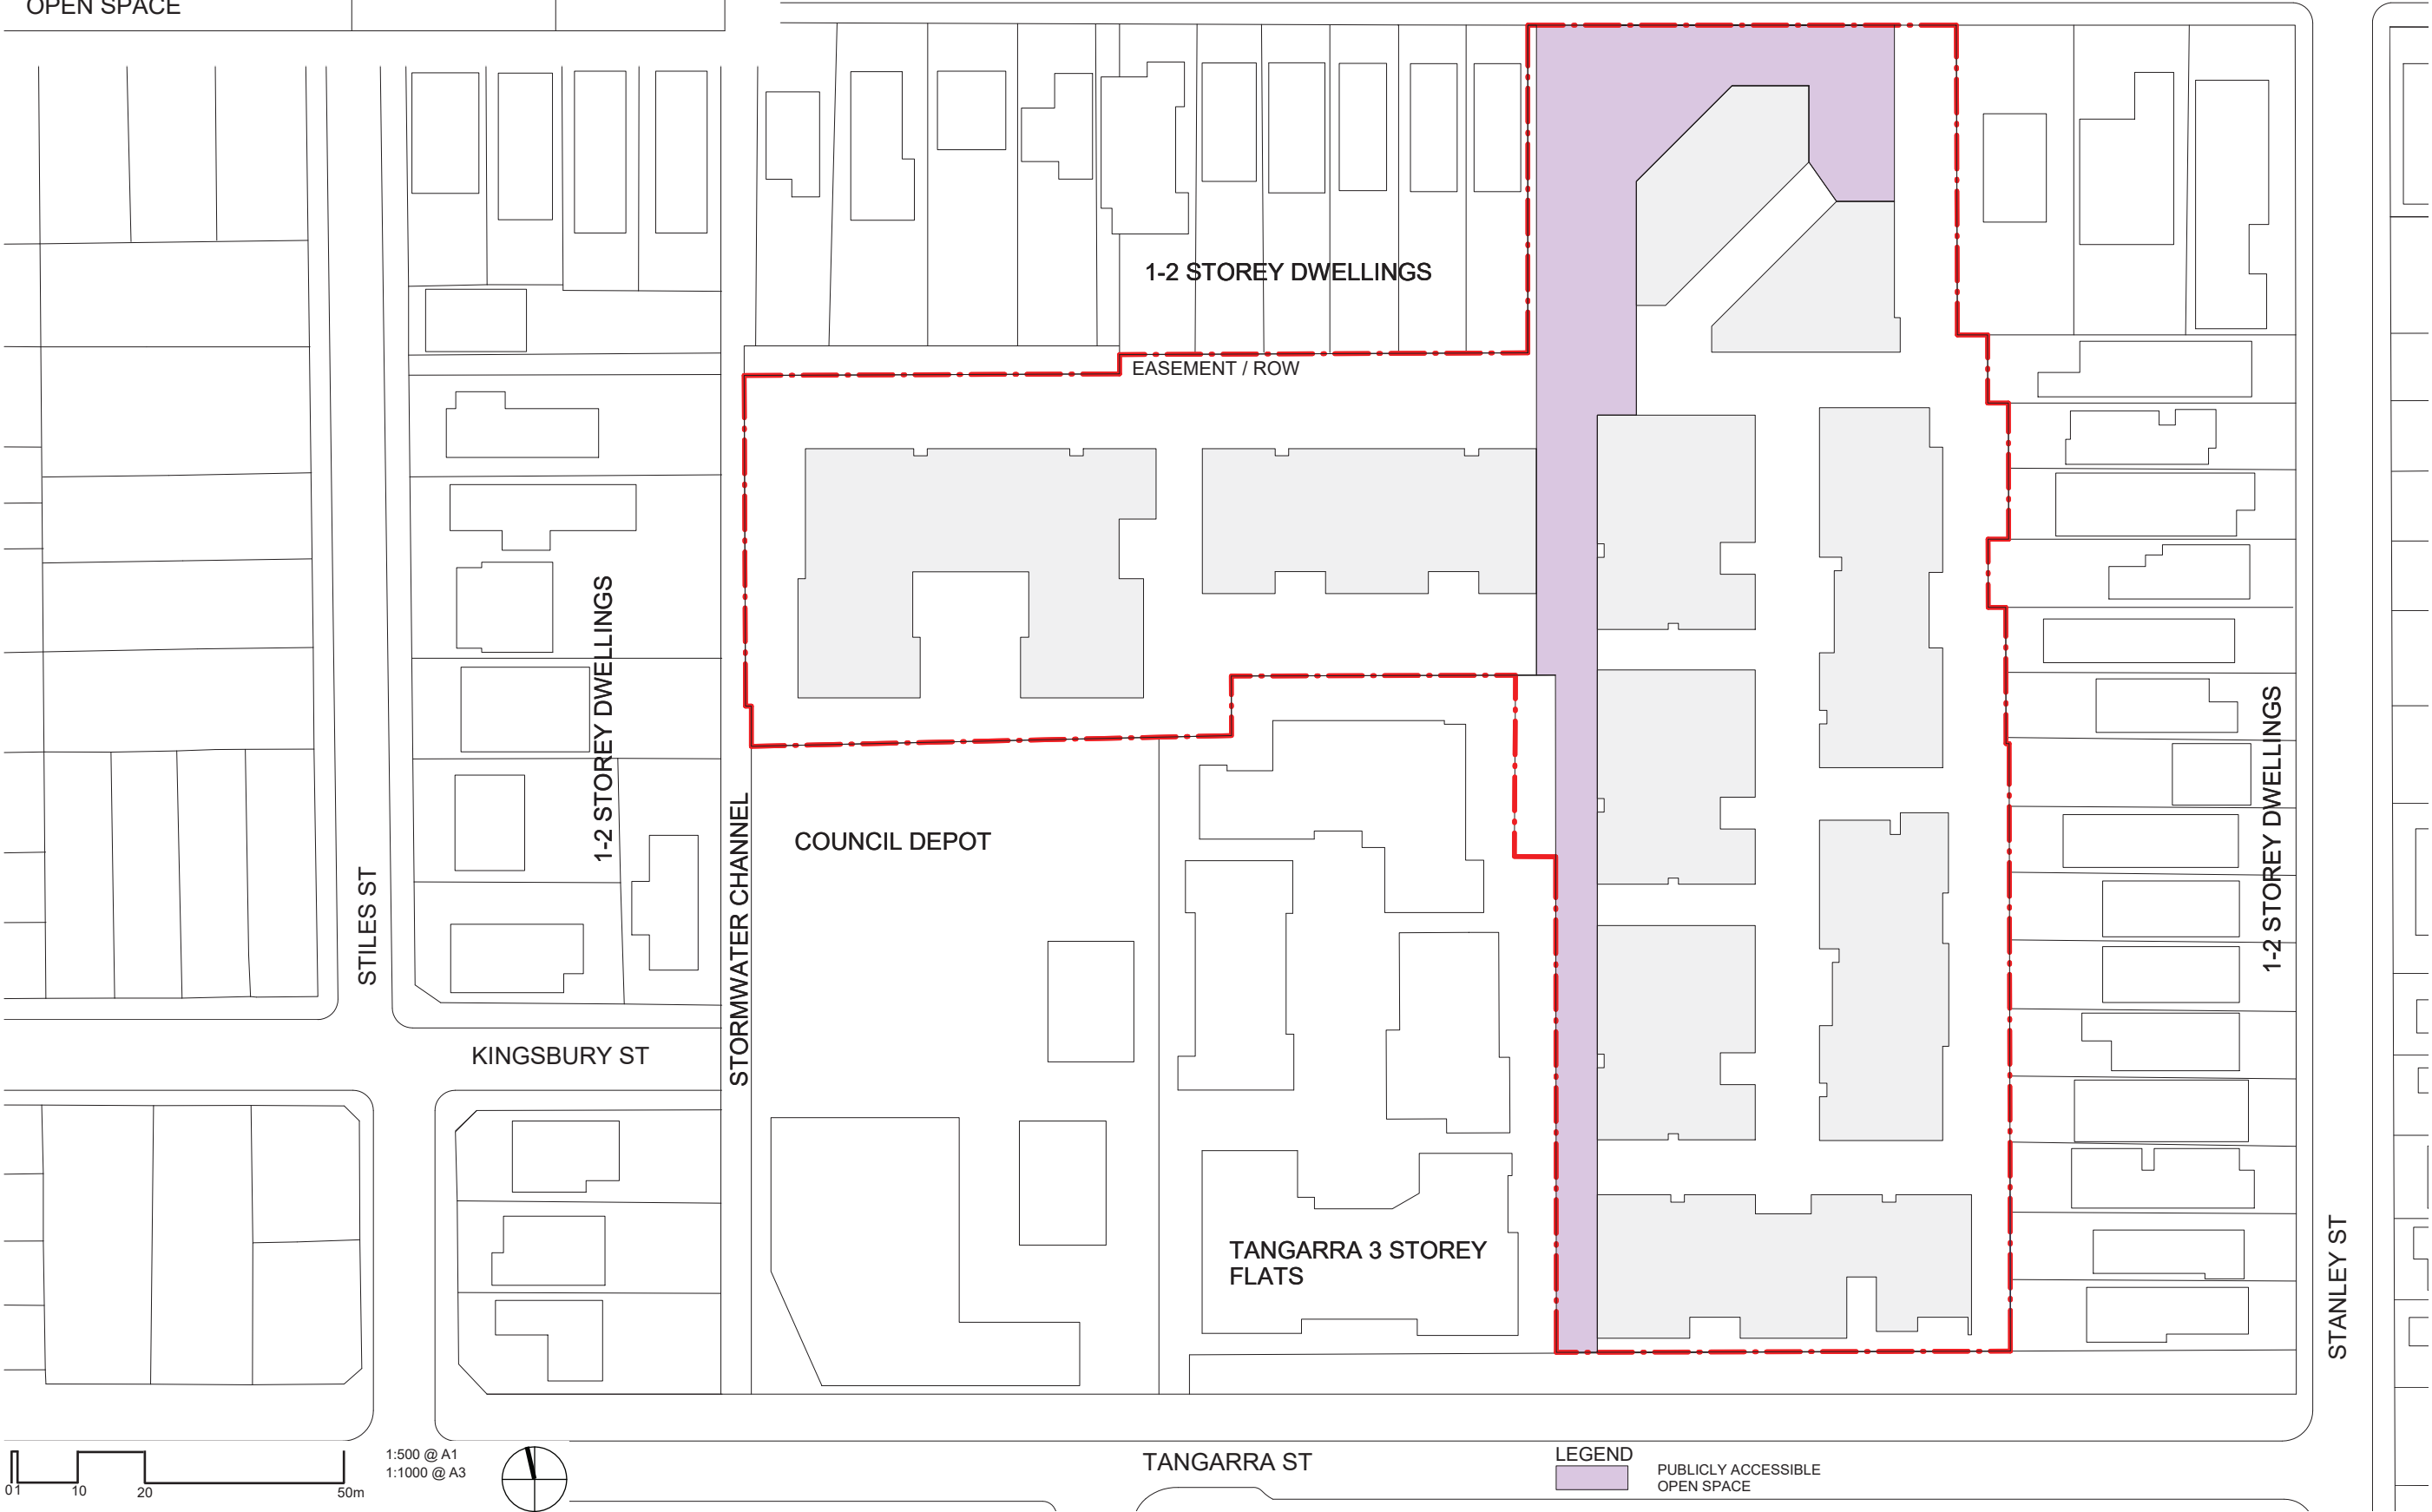 OPEN SPACE
1-2 STOREY DWELLINGS
EASEMENT / ROW
1-2 STOREY DWELLINGS
1-2 STOREY DWELLINGS
COUNCIL DEPOT
STORMWATER CHANNEL
STILES ST
KINGSBURY ST
TANGARRA 3 STOREY
FLATS
STANLEY ST
01 10 20 50m
1:500 @ A1
1:1000 @ A3
TANGARRA ST
LEGEND
PUBLICLY ACCESSIBLE
OPEN SPACE